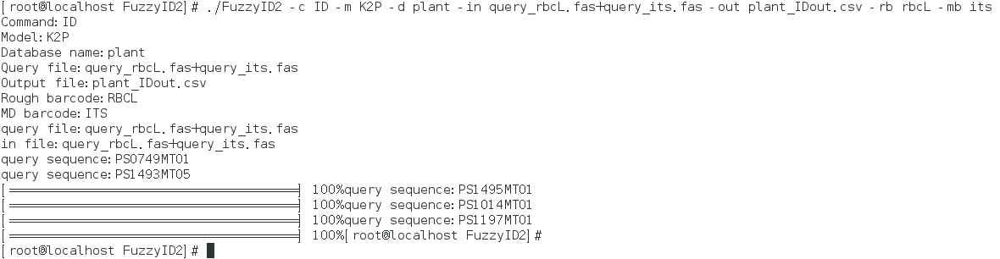 [root@localhost FuzzyID2]# ./FuzzyID2 -c ID -m K2P -d plant -in query_rbcL.fas+query_its.fas -out plant_IDout.csv -rb rbcL -mb its
Command:ID
Model:K2P
Database name:plant
Query file:query_rbcL.fas+query_its.fas
Output file:plant_IDout.csv
Rough barcode:RBCL
MD barcode:ITS
query file:query_rbcL.fas+query_its.fas
in file:query_rbcL.fas+query_its.fas
query sequence:PS0749MT01
query sequence:PS1493MT05
[======================================] 100%query sequence:PS1495MT01
[======================================] 100%query sequence:PS1014MT01
[======================================] 100%query sequence:PS1197MT01
[======================================] 100%[root@localhost FuzzyID2]#
[root@localhost FuzzyID2]#